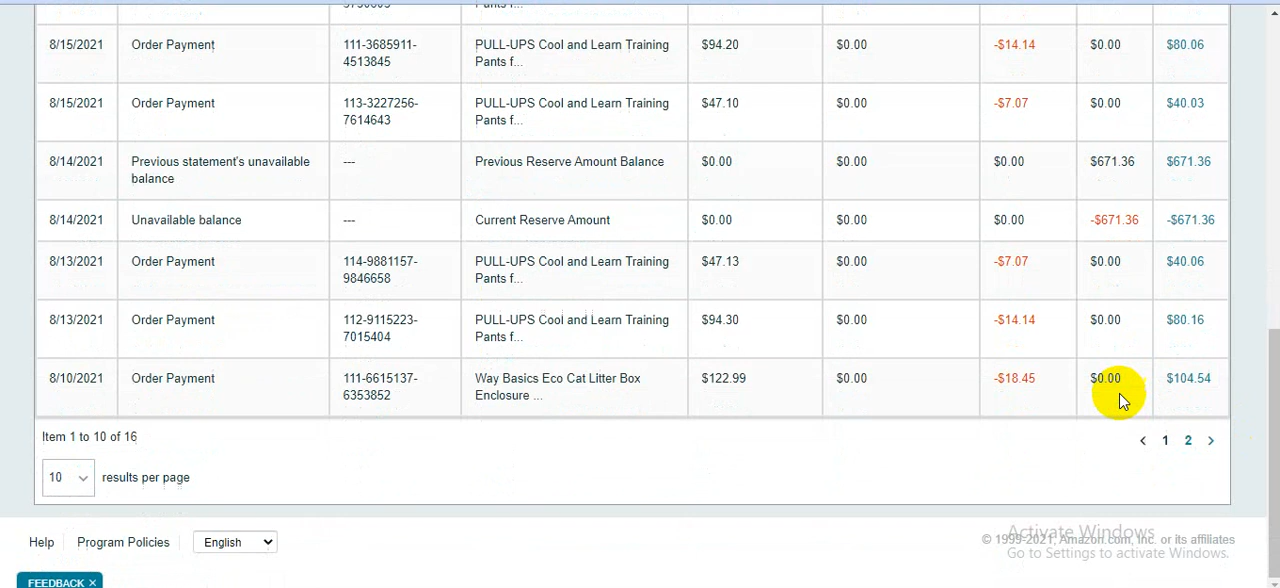 8/15/2021 Order Payment 111-3685911- PULL-UPS Cool and Learn Training $94.20 $0.00 -$14.14 $0.00 $80.06
4513845 Pants f...
8/15/2021 Order Payment 113-3227256- PULL-UPS Cool and Learn Training $47.10 $0.00 -$7.07 $0.00 $40.03
7614643 Pants f...
8/14/2021 Previous statement's unavailable --- Previous Reserve Amount Balance $0.00 $0.00 $0.00 $671.36 $671.36
balance
8/14/2021 Unavailable balance --- Current Reserve Amount $0.00 $0.00 $0.00 -$671.36 -$671.36
8/13/2021 Order Payment 114-9881157- PULL-UPS Cool and Learn Training $47.13 $0.00 -$7.07 $0.00 $40.06
9846658 Pants f...
8/13/2021 Order Payment 112-9115223- PULL-UPS Cool and Learn Training $94.30 $0.00 -$14.14 $0.00 $80.16
7015404 Pants f...
8/10/2021 Order Payment 111-6615137- Way Basics Eco Cat Litter Box $122.99 $0.00 -$18.45 $0.00 $104.54
6353852 Enclosure ...
Item 1 to 10 of 16
< 1 2 >
10 results per page
Help Program Policies English
© 1999-2021, Amazon.com, Inc. or its affiliates
Activate Windows
Go to Settings to activate Windows.
FEEDBACK ×